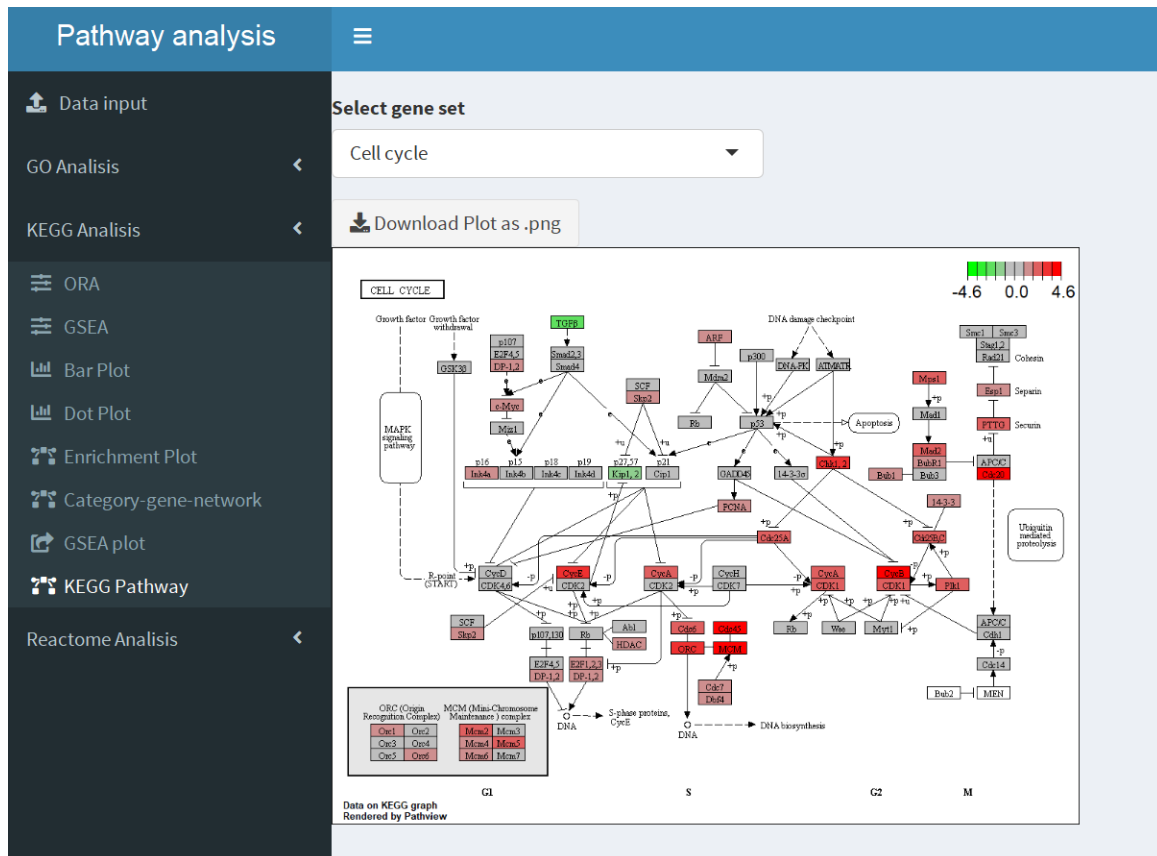 Pathway analysis
Data input
GO Analisis
KEGG Analisis
ORA
GSEA
Bar Plot
Dot Plot
Enrichment Plot
Category-gene-network
GSEA plot
KEGG Pathway
Reactome Analisis
Select gene set
Cell cycle
Download Plot as .png
-4.6 0.0 4.6
CELL CYCLE
Growth factor
Growth factor
withdrawal
TGFβ
DNA damage checkpoint
Smc1 Smc3
Stag1,2
Rad21
Cohesin
p107
E2F4,5
DP-1,2
GSK3β
Smad2,3
Smad4
ARF
p300
DNA-PK
ATMATR
Mdm2
SCF
Skp2
Mps1
+p
Mad1
+p
Esp1
Separin
PTTG
Securin
+u
c-Myc
Miz1
e
e
e
e
MAPK
signaling
pathway
Rb
p53
+p
+p
Apoptosis
Mad2
BubR1
Bub3
Bub1
APC/C
Cdc20
p16
Ink4a
p15
Ink4b
p18
Ink4c
p19
Ink4d
p27,57
Kip1, 2
p21
Cip1
+u
+u
+p
e
e
GADD45
14-3-3σ
Chk1, 2
+p
PCNA
14-3-3
Ubiquitin
mediated
proteolysis
Cdc25A
+p
Cdc25B,C
+p
+p
R-point
(START)
+p
CycD
CDK4,6
-p
+u
CycE
CDK2
-p
CycA
CDK2
-p
CycH
CDK7
-p
CycA
CDK1
-p
CycB
CDK1
+p
Plk1
+p +p
+p
+p
+p
+p
+p
+p
+u
+p
SCF
Skp2
p107,130
Rb
Abl
HDAC
Cdc6
Cdc45
ORC
MCM
+p
Rb
Wee
Myt1
APC/C
Cdh1
-p
Cdc14
E2F4,5
DP-1,2
E2F1,2,3
DP-1,2
+p
Cdc7
Dbf4
Bub2
MEN
DNA
S-phase proteins,
CycE
DNA
DNA biosynthesis
ORC (Origin
Recognition Complex)
MCM (Mini-Chromosome
Maintenance ) complex
Orc1 Orc2
Orc3 Orc4
Orc5 Orc6
Mcm2 Mcm3
Mcm4 Mcm5
Mcm6 Mcm7
G1
S
G2
M
Data on KEGG graph
Rendered by Pathview